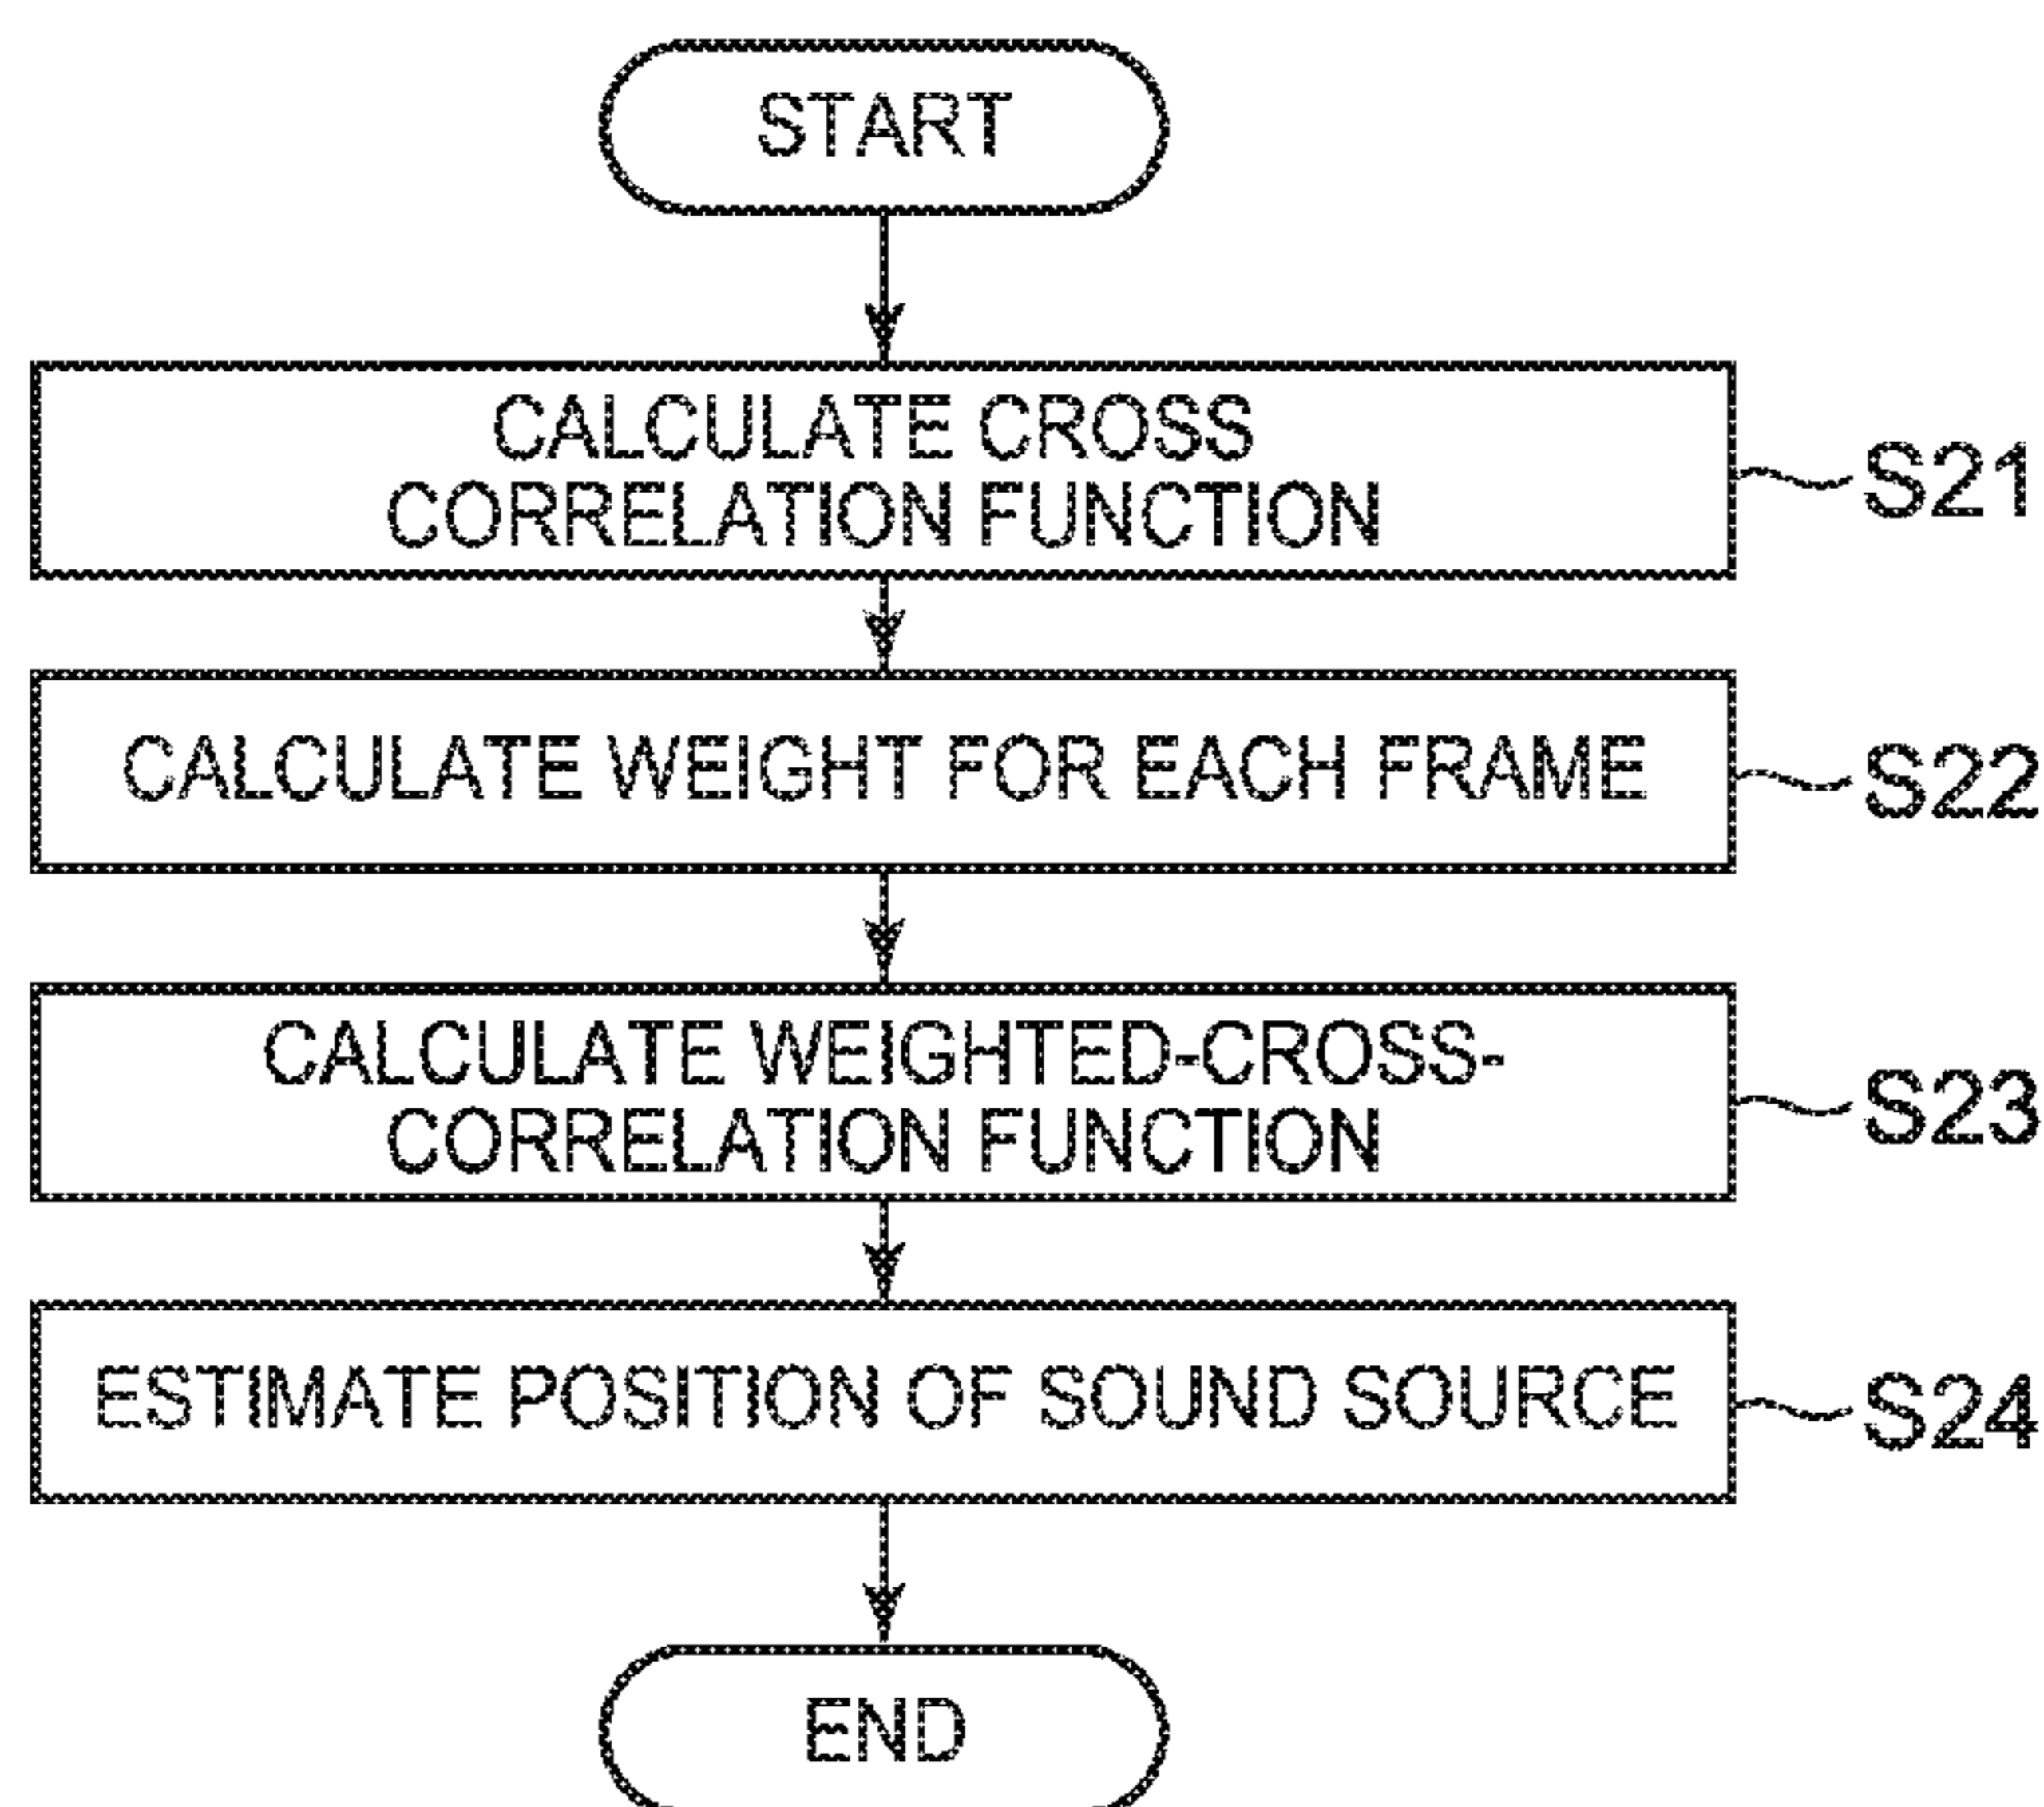 START
CALCULATE CROSS
CORRELATION FUNCTION
S21
CALCULATE WEIGHT FOR EACH FRAME
S22
CALCULATE WEIGHTED-CROSS-
CORRELATION FUNCTION
S23
ESTIMATE POSITION OF SOUND SOURCE
S24
END